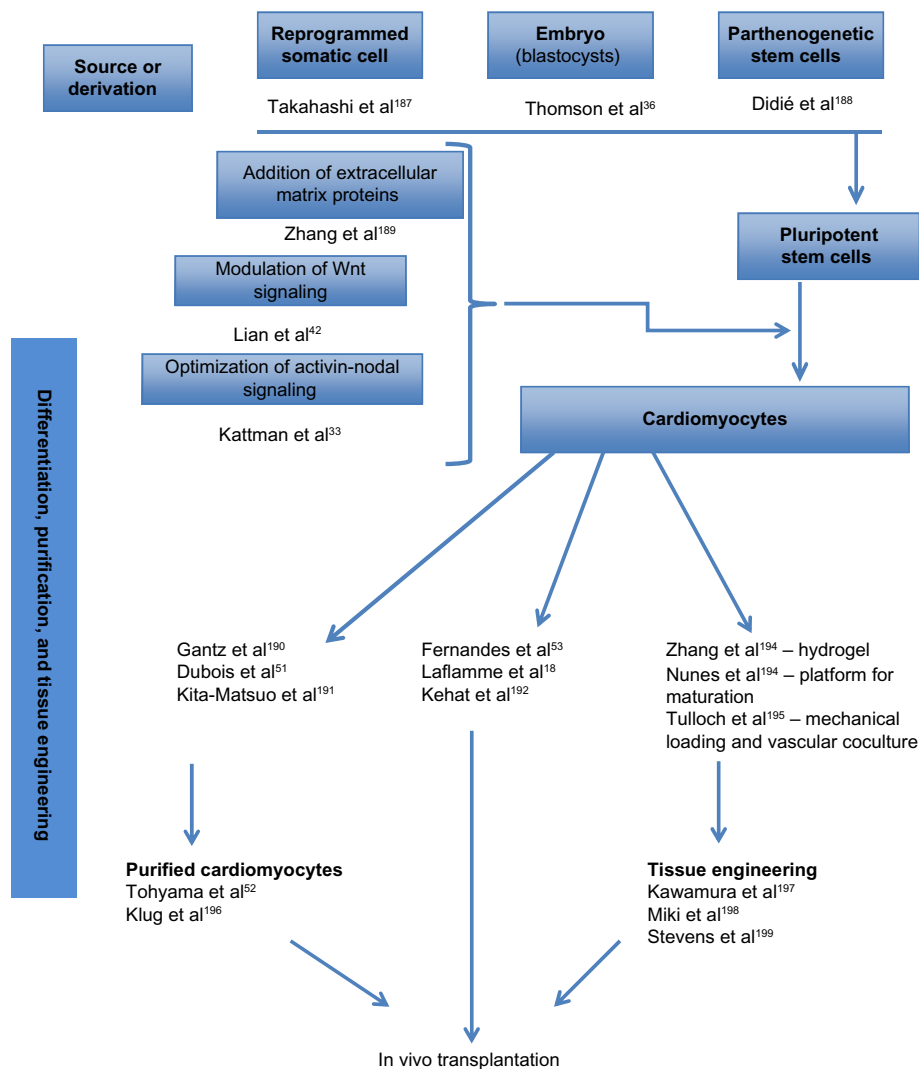 Source or
derivation
Reprogrammed
somatic cell
Takahashi et al187
Embryo
(blastocysts)
Thomson et al36
Parthenogenetic
stem cells
Didié et al188
Addition of extracellular
matrix proteins
Zhang et al189
Modulation of Wnt
signaling
Lian et al42
Optimization of activin-nodal
signaling
Kattman et al33
Pluripotent
stem cells
Cardiomyocytes
Differentiation, purification, and tissue engineering
Gantz et al190
Dubois et al51
Kita-Matsuo et al191
Fernandes et al53
Laflamme et al18
Kehat et al192
Zhang et al194 – hydrogel
Nunes et al194 – platform for
maturation
Tulloch et al195 – mechanical
loading and vascular coculture
Purified cardiomyocytes
Tohyama et al52
Klug et al196
Tissue engineering
Kawamura et al197
Miki et al198
Stevens et al199
In vivo transplantation